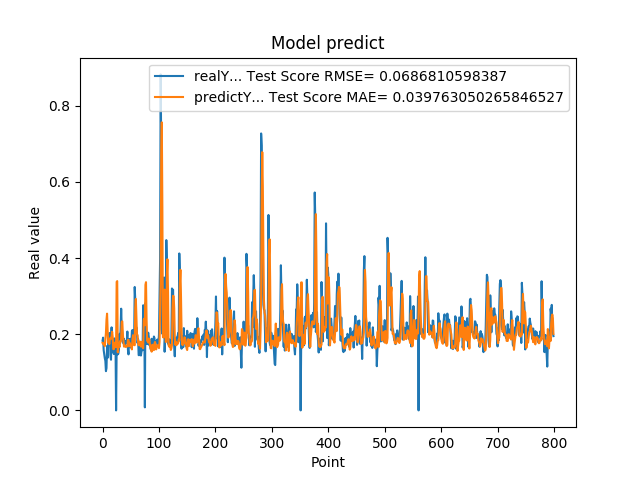 Model predict
realY... Test Score RMSE= 0.0686810598387
predictY... Test Score MAE= 0.039763050265846527
0.8
0.6
0.4
0.2
0.0
Real value
0 100 200 300 400 500 600 700 800
Point